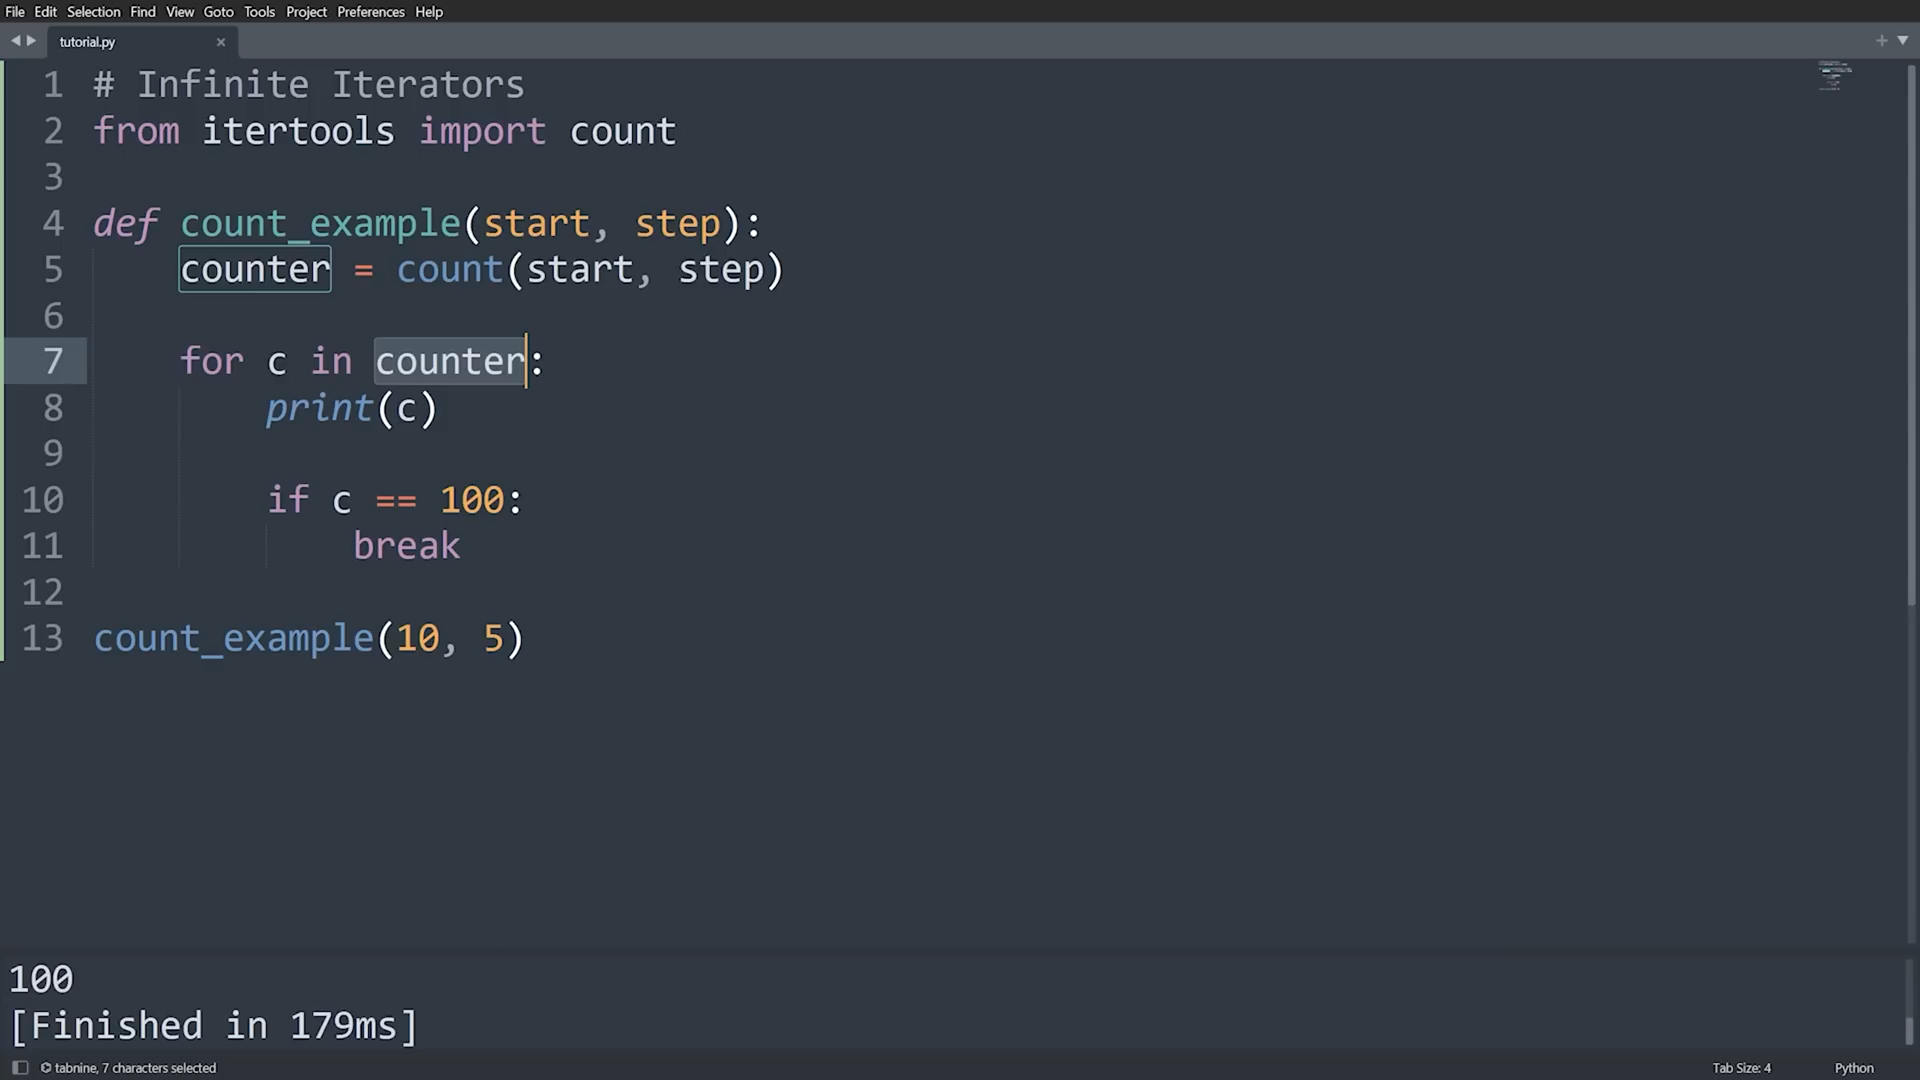 File Edit Selection Find View Goto Tools Project Preferences Help
tutorial.py
1 # Infinite Iterators
2 from itertools import count
3
4 def count_example(start, step):
5     counter = count(start, step)
6
7     for c in counter:
8         print(c)
9
10         if c == 100:
11             break
12
13 count_example(10, 5)
100
[Finished in 179ms]
tabnine, 7 characters selected Tab Size: 4 Python